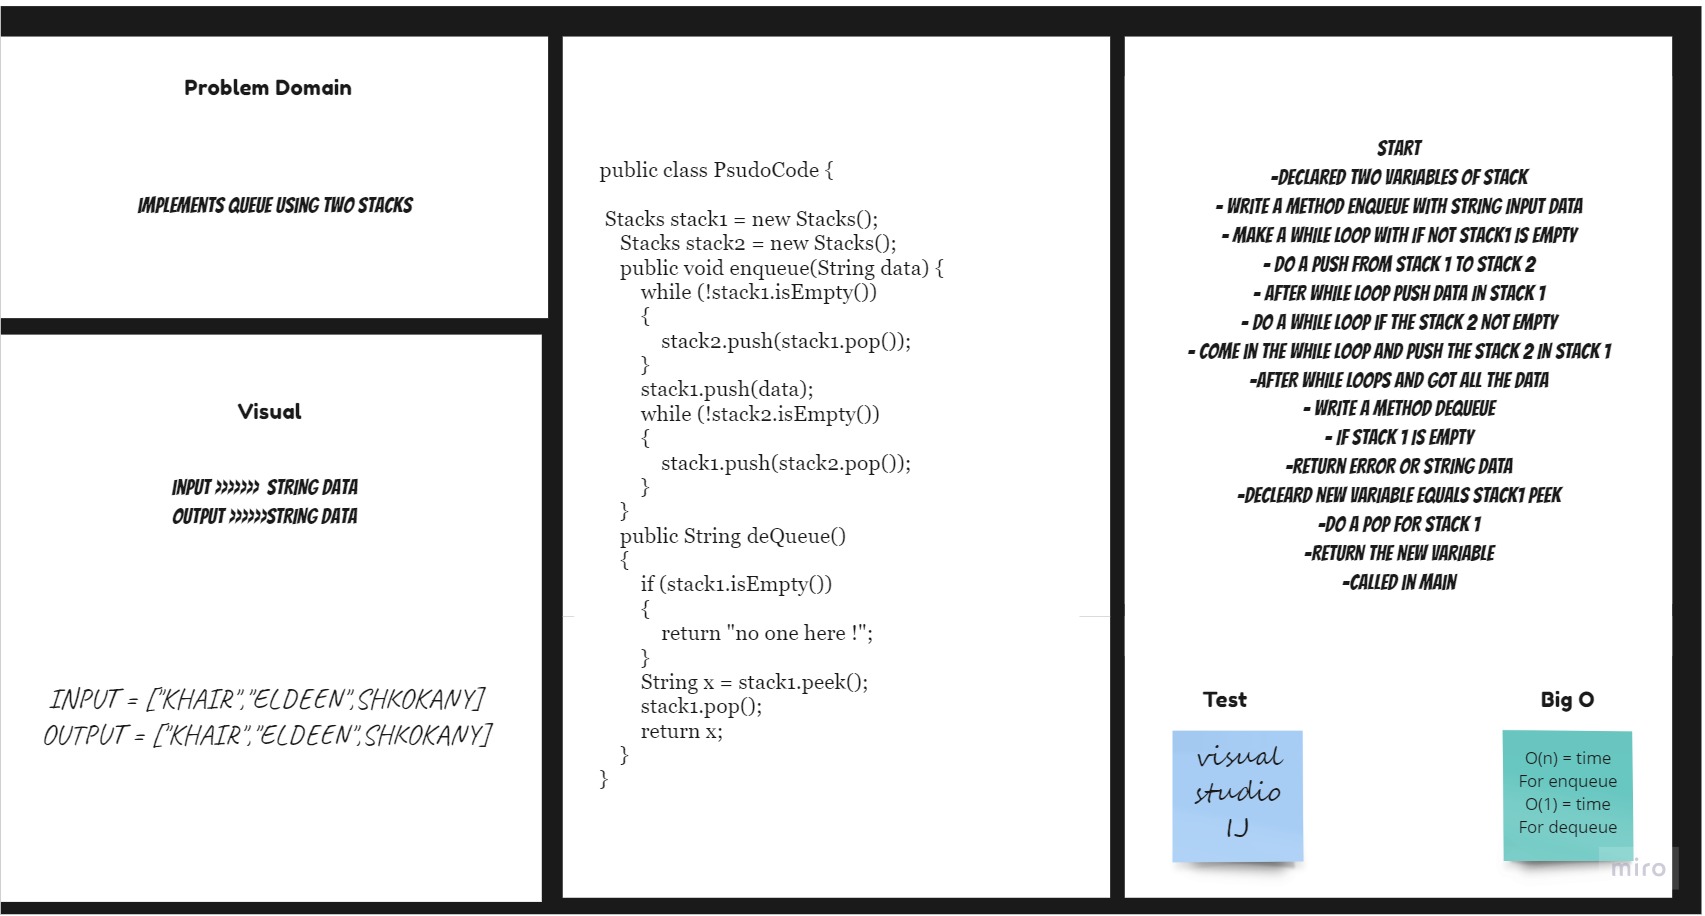 Problem Domain
IMPLEMENTS QUEUE USING TWO STACKS
Visual
INPUT >>>>>>> STRING DATA
OUTPUT >>>>>>STRING DATA
INPUT = ["KHAIR","ELDEEN",SHKOKANY]
OUTPUT = ["KHAIR","ELDEEN",SHKOKANY]
public class PsudoCode {
Stacks stack1 = new Stacks();
Stacks stack2 = new Stacks();
public void enqueue(String data) {
while (!stack1.isEmpty())
{
stack2.push(stack1.pop());
}
stack1.push(data);
while (!stack2.isEmpty())
{
stack1.push(stack2.pop());
}
}
public String deQueue()
{
if (stack1.isEmpty())
{
return "no one here !";
}
String x = stack1.peek();
stack1.pop();
return x;
}
}
START
-DECLARED TWO VARIABLES OF STACK
- WRITE A METHOD ENQUEUE WITH STRING INPUT DATA
- MAKE A WHILE LOOP WITH IF NOT STACK1 IS EMPTY
- DO A PUSH FROM STACK 1 TO STACK 2
- AFTER WHILE LOOP PUSH DATA IN STACK 1
- DO A WHILE LOOP IF THE STACK 2 NOT EMPTY
- COME IN THE WHILE LOOP AND PUSH THE STACK 2 IN STACK 1
-AFTER WHILE LOOPS AND GOT ALL THE DATA
- WRITE A METHOD DEQUEUE
- IF STACK 1 IS EMPTY
-RETURN ERROR OR STRING DATA
-DECLEARD NEW VARIABLE EQUALS STACK1 PEEK
-DO A POP FOR STACK 1
-RETURN THE NEW VARIABLE
-CALLED IN MAIN
Test
visual
studio
IJ
Big O
O(n) = time
For enqueue
O(1) = time
For dequeue
miro